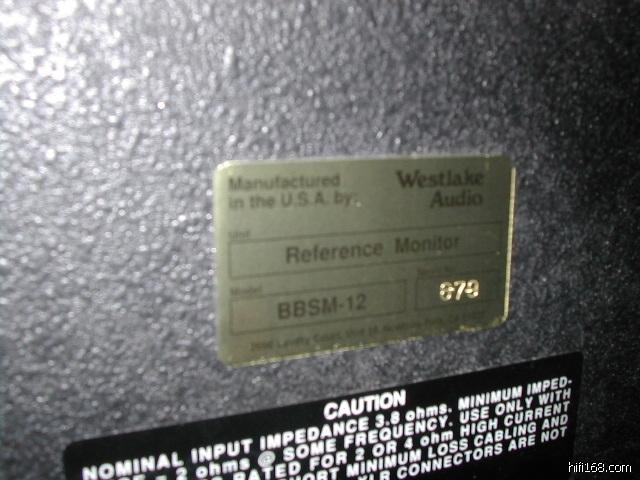 Manufactured
in the U.S.A. by:
Westlake
Audio
Unit
Reference Monitor
Model
BBSM-12
CAUTION
NOMINAL INPUT IMPEDANCE 3.8 ohms. MINIMUM IMPED-
= 2 ohms @ SOME FREQUENCY. USE ONLY WITH
RATED FOR 2 OR 4 ohm HIGH CURRENT
SHORT MINIMUM LOSS CABLING AND
XLR CONNECTORS ARE NOT
hifi168.com